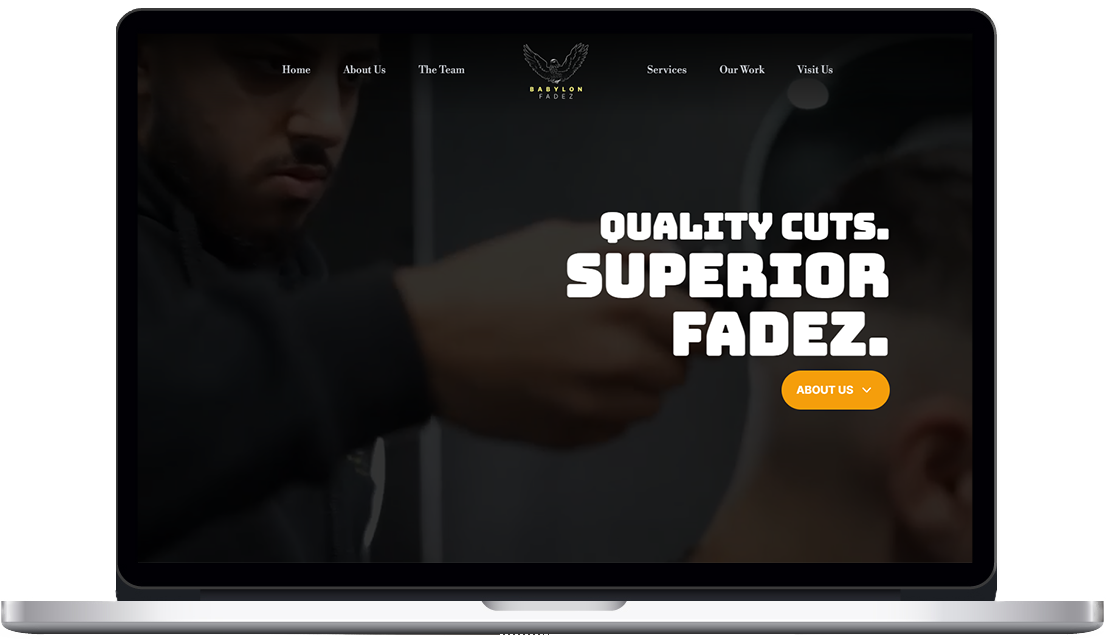 Home About Us The Team Services Our Work Visit Us
BABYLON
FADEZ
QUALITY CUTS.
SUPERIOR
FADEZ.
ABOUT US